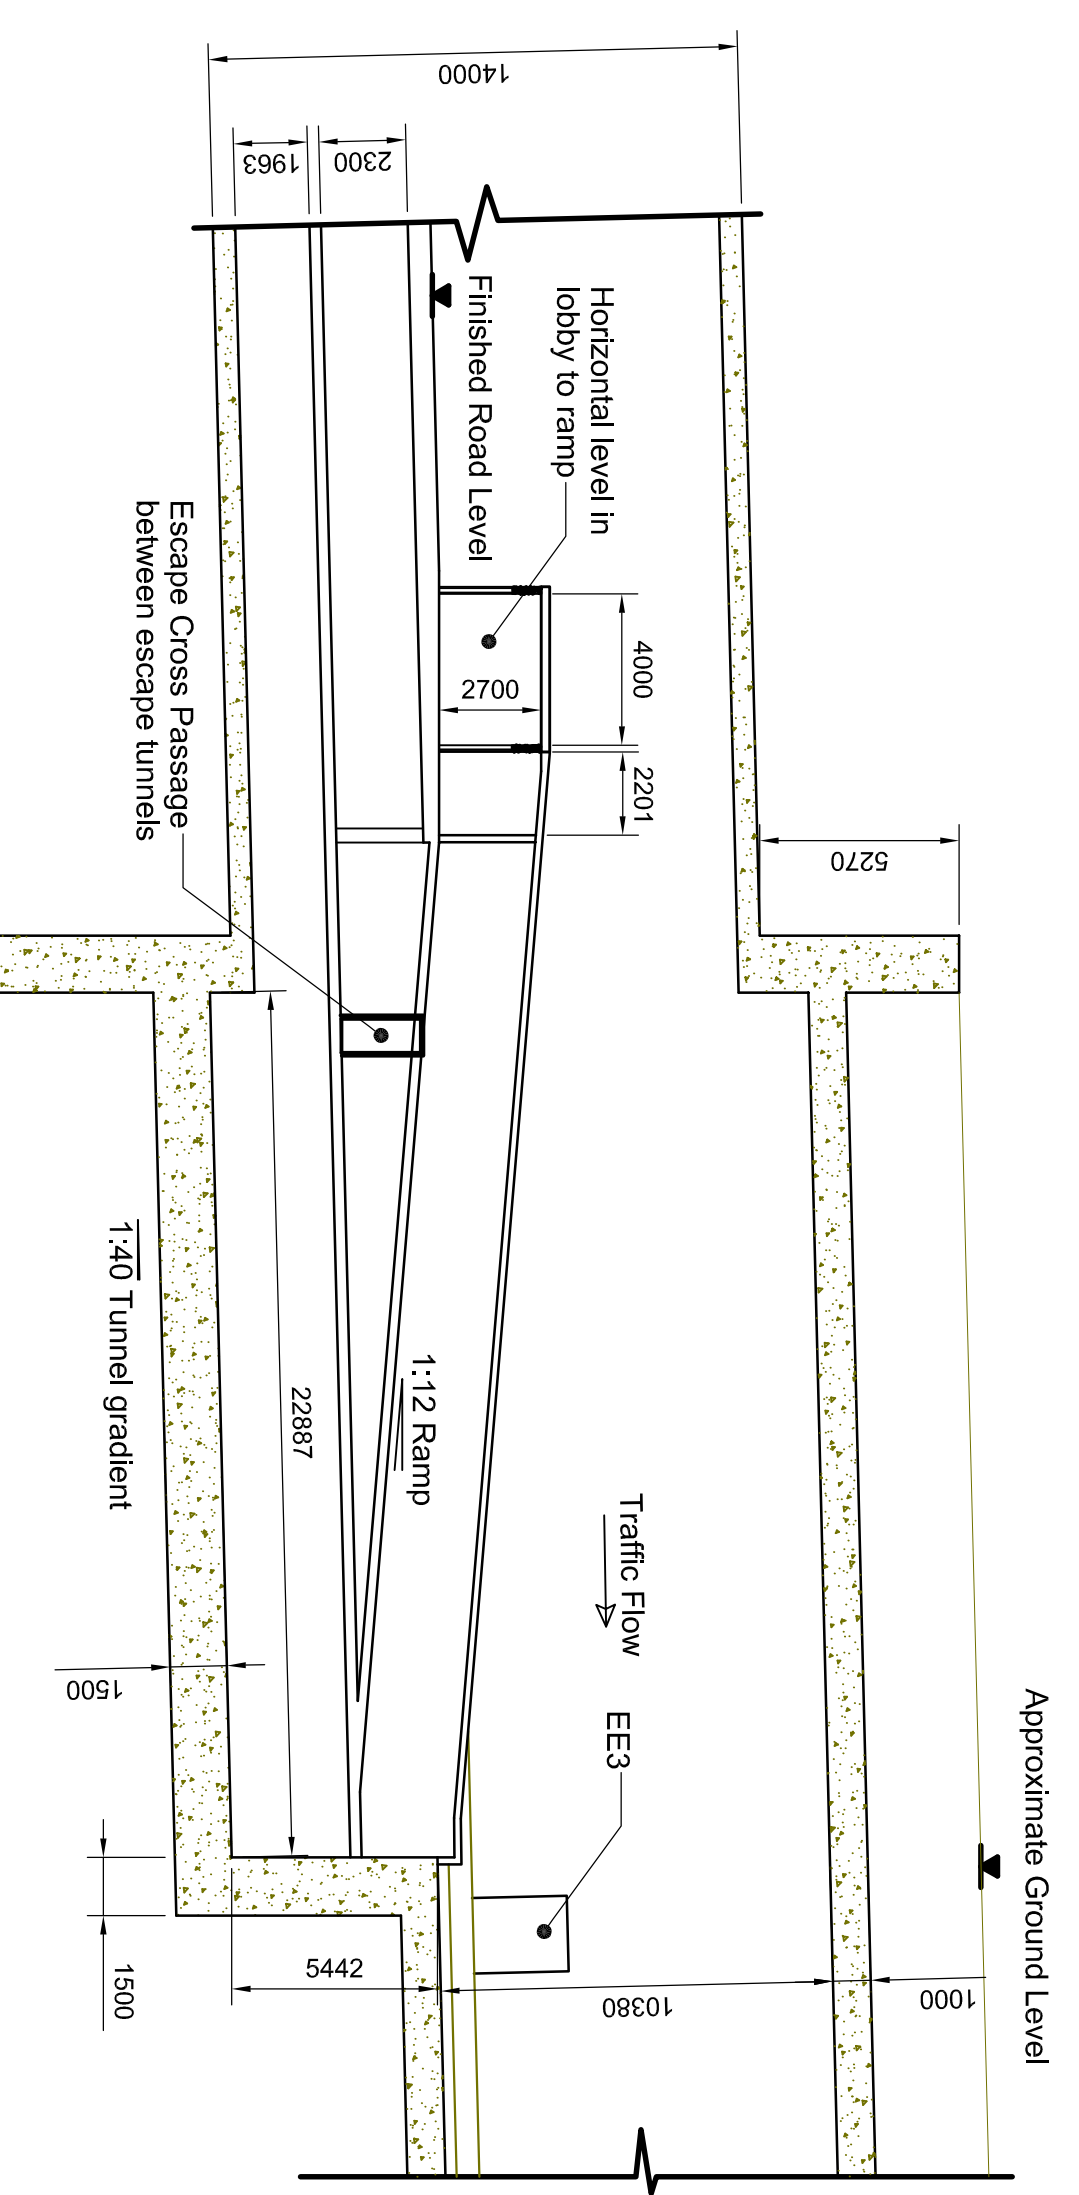 Approximate Ground Level
Traffic Flow
EE3
Horizontal level in
lobby to ramp
Finished Road Level
1:12 Ramp
Escape Cross Passage
between escape tunnels
1:40 Tunnel gradient
14000
2300
1963
4000
2201
2700
5270
22887
1500
1500
5442
10380
1000